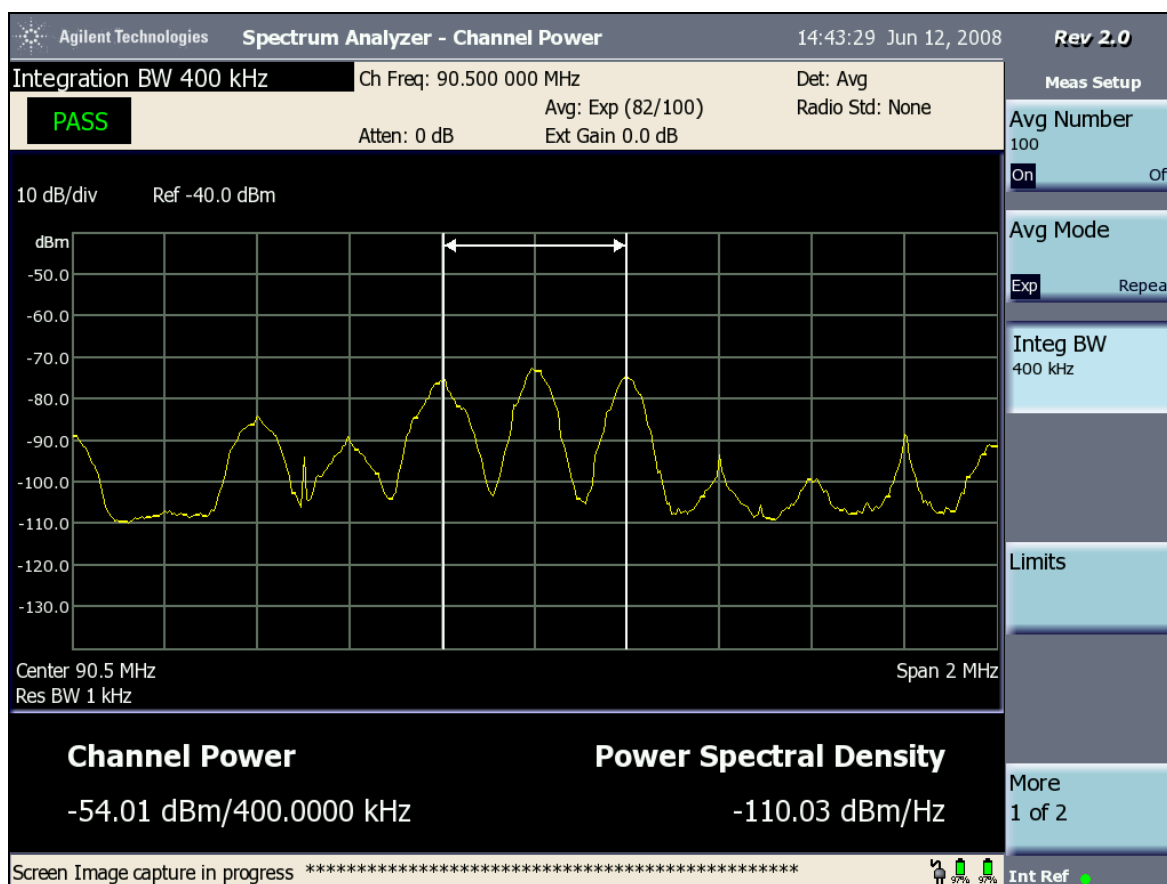 Agilent Technologies Spectrum Analyzer - Channel Power 14:43:29 Jun 12, 2008 Rev 2.0
Integration BW 400 kHz Ch Freq: 90.500 000 MHz Det: Avg Meas Setup
PASS Avg: Exp (82/100) Radio Std: None
Atten: 0 dB Ext Gain 0.0 dB
Avg Number
100
On Of
10 dB/div Ref -40.0 dBm
Avg Mode
Exp Repea
dBm
-50.0
-60.0
-70.0
-80.0
-90.0
-100.0
-110.0
-120.0
-130.0
Integ BW
400 kHz
Limits
Center 90.5 MHz Span 2 MHz
Res BW 1 kHz
Channel Power Power Spectral Density
-54.01 dBm/400.0000 kHz -110.03 dBm/Hz
More
1 of 2
Screen Image capture in progress ************************************************ 97% 97% Int Ref